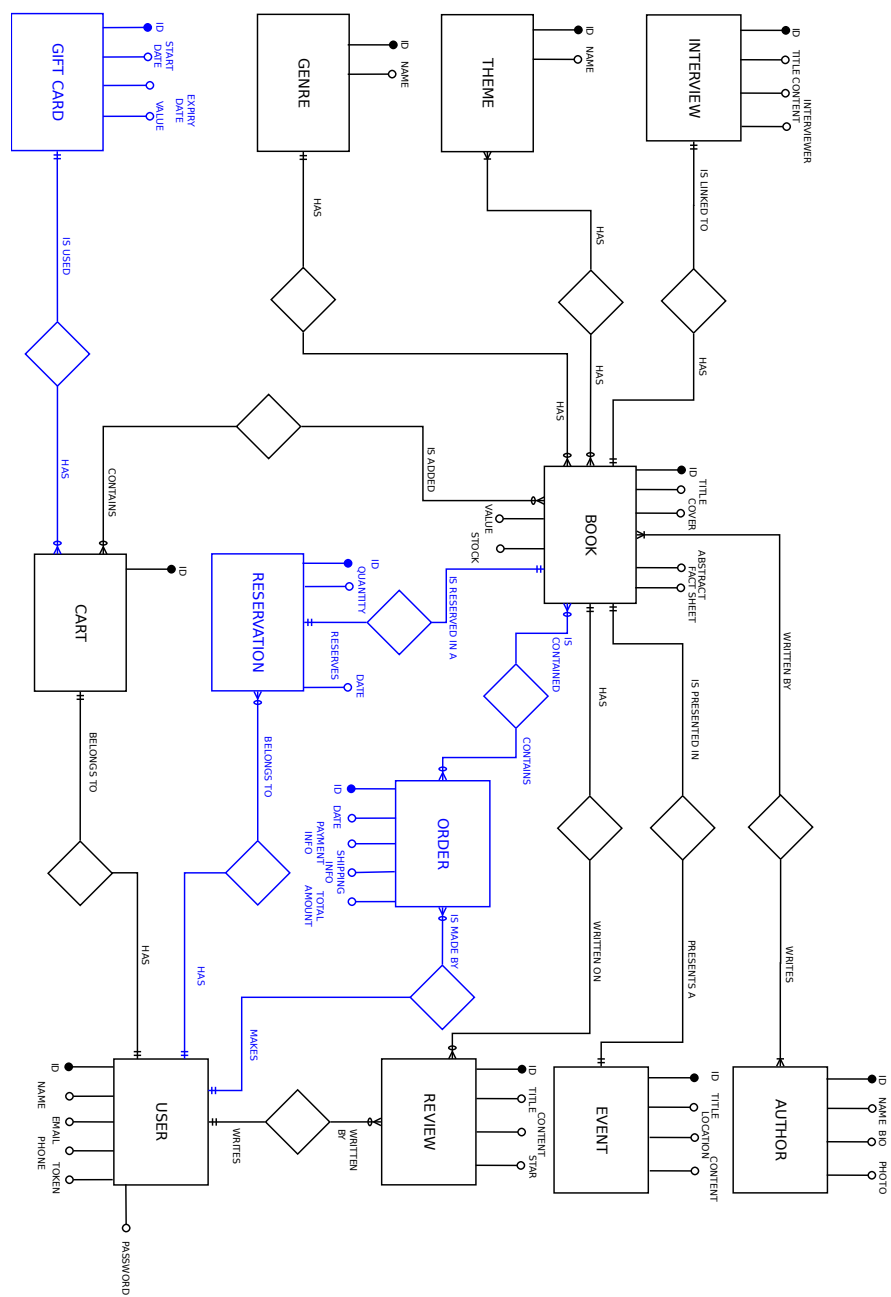 ID
NAME
BIO
PHOTO
AUTHOR
WRITTEN BY
WRITES
ID
TITLE
CONTENT
INTERVIEWER
INTERVIEW
IS LINKED TO
HAS
ID
TITLE
COVER
ABSTRACT
FACT SHEET
BOOK
VALUE
STOCK
IS PRESENTED IN
PRESENTS A
ID
TITLE
LOCATION
CONTENT
EVENT
ID
NAME
THEME
HAS
HAS
HAS
WRITTEN ON
ID
TITLE
CONTENT
STAR
REVIEW
IS
CONTAINED
CONTAINS
ORDER
ID
DATE
PAYMENT
INFO
SHIPPING
INFO
TOTAL
AMOUNT
IS MADE BY
MAKES
WRITTEN
BY
WRITES
ID
NAME
GENRE
HAS
HAS
IS ADDED
CONTAINS
IS RESERVED IN A
RESERVES
ID
QUANTITY
DATE
RESERVATION
BELONGS TO
HAS
ID
START
DATE
EXPIRY
DATE
VALUE
GIFT CARD
IS USED
HAS
ID
CART
BELONGS TO
HAS
USER
ID
NAME
EMAIL
PHONE
TOKEN
PASSWORD